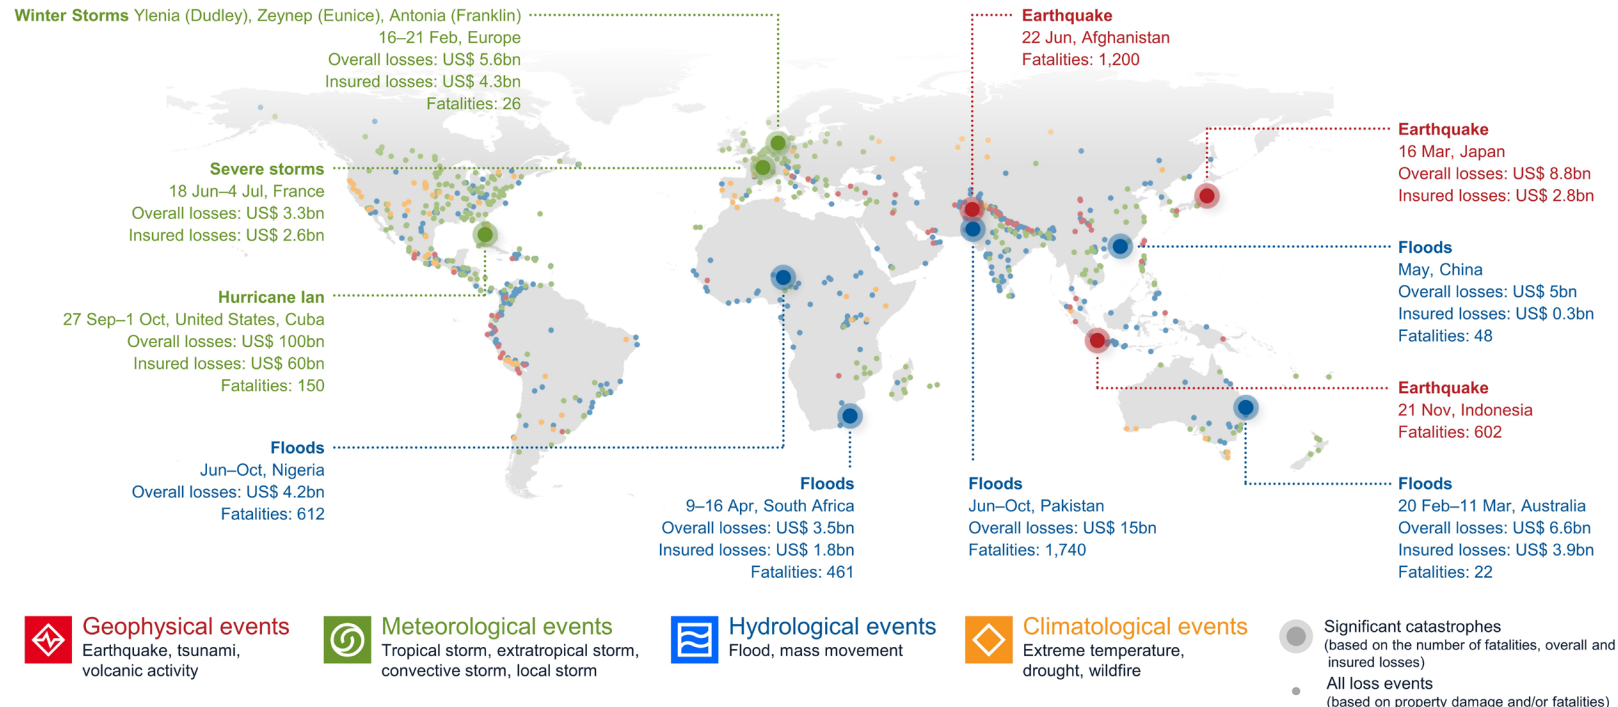 Winter Storms Ylenia (Dudley), Zeynep (Eunice), Antonia (Franklin)
16–21 Feb, Europe
Overall losses: US$ 5.6bn
Insured losses: US$ 4.3bn
Fatalities: 26
Earthquake
22 Jun, Afghanistan
Fatalities: 1,200
Earthquake
16 Mar, Japan
Overall losses: US$ 8.8bn
Insured losses: US$ 2.8bn
Severe storms
18 Jun–4 Jul, France
Overall losses: US$ 3.3bn
Insured losses: US$ 2.6bn
Floods
May, China
Overall losses: US$ 5bn
Insured losses: US$ 0.3bn
Fatalities: 48
Hurricane Ian
27 Sep–1 Oct, United States, Cuba
Overall losses: US$ 100bn
Insured losses: US$ 60bn
Fatalities: 150
Earthquake
21 Nov, Indonesia
Fatalities: 602
Floods
Jun–Oct, Nigeria
Overall losses: US$ 4.2bn
Fatalities: 612
Floods
9–16 Apr, South Africa
Overall losses: US$ 3.5bn
Insured losses: US$ 1.8bn
Fatalities: 461
Floods
Jun–Oct, Pakistan
Overall losses: US$ 15bn
Fatalities: 1,740
Floods
20 Feb–11 Mar, Australia
Overall losses: US$ 6.6bn
Insured losses: US$ 3.9bn
Fatalities: 22
Geophysical events
Earthquake, tsunami,
volcanic activity
Meteorological events
Tropical storm, extratropical storm,
convective storm, local storm
Hydrological events
Flood, mass movement
Climatological events
Extreme temperature,
drought, wildfire
Significant catastrophes
(based on the number of fatalities, overall and
insured losses)
All loss events
(based on property damage and/or fatalities)